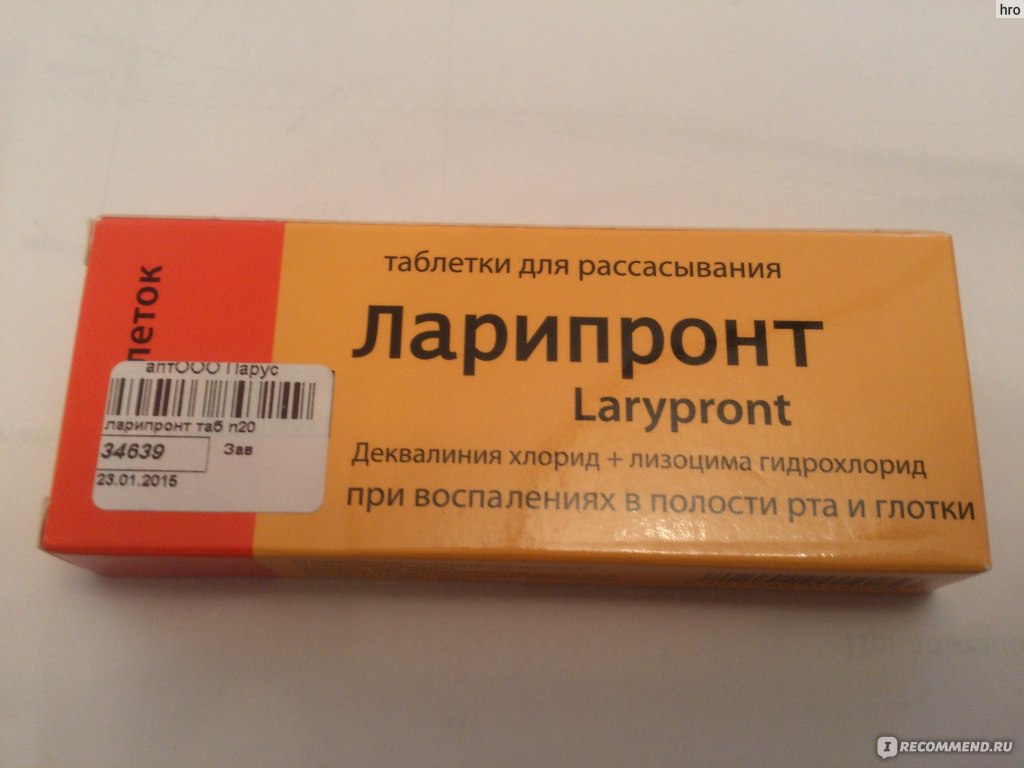 hro
таблетки для рассасывания
Ларипронт
Larypront
Деквалиния хлорид + лизоцима гидрохлорид
при воспалениях в полости рта и глотки
леток
аптООО Парус
ларипронт таб n20
34639 Зав
23.01.2015
IRECOMMEND.RU